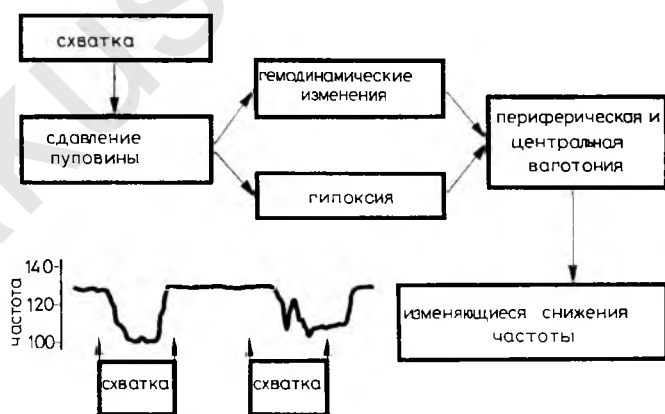 схватка
сдавление
пуповины
гемодинамические
изменения
гипоксия
периферическая и
центральная
ваготония
изменяющиеся снижения
частоты
частота
140
120
100
схватка
схватка